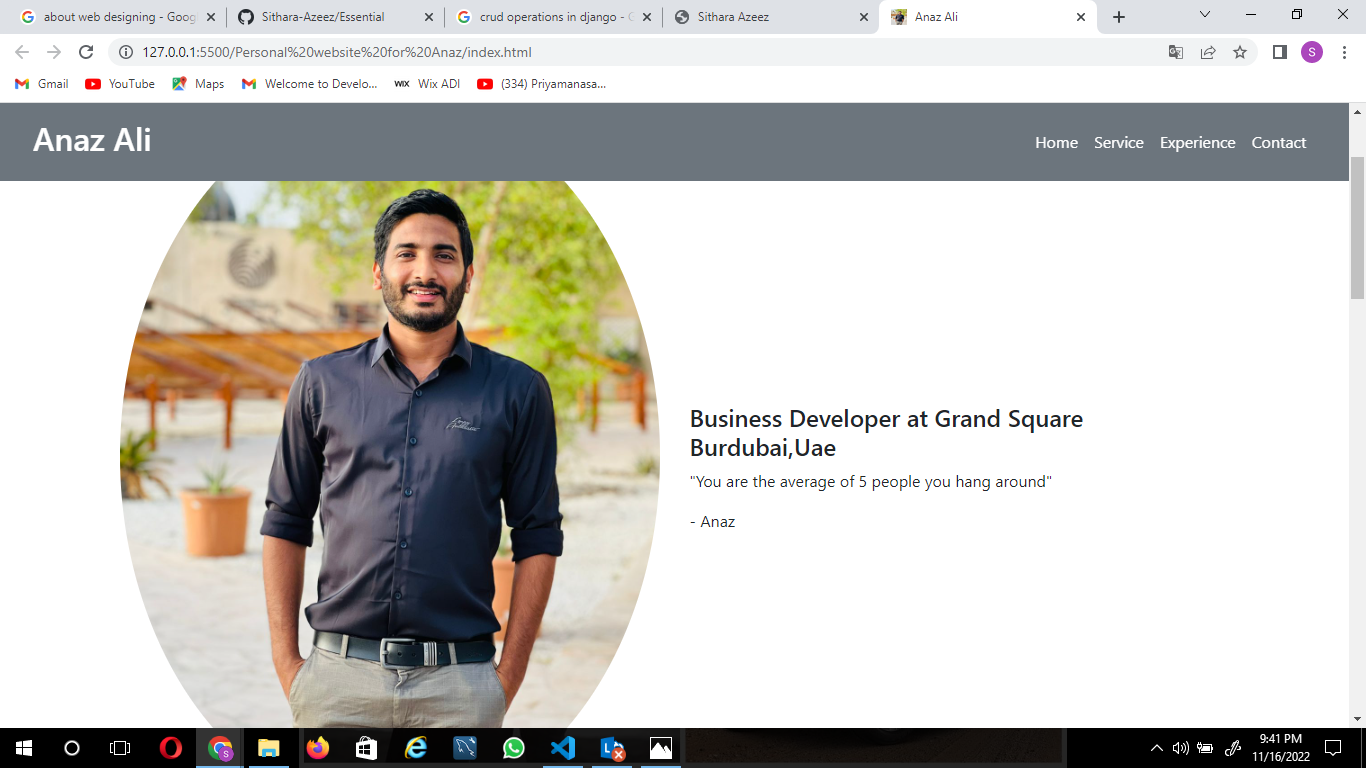 about web designing - Goog
Sithara-Azeez/Essential
crud operations in django - G
Sithara Azeez
Anaz Ali
127.0.0.1:5500/Personal%20website%20for%20Anaz/index.html
S
Gmail
YouTube
Maps
Welcome to Develo...
WIX
Wix ADI
(334) Priyamanasa...
Anaz Ali
Home
Service
Experience
Contact
Business Developer at Grand Square
Burdubai,Uae
"You are the average of 5 people you hang around"
- Anaz
S
9:41 PM
11/16/2022